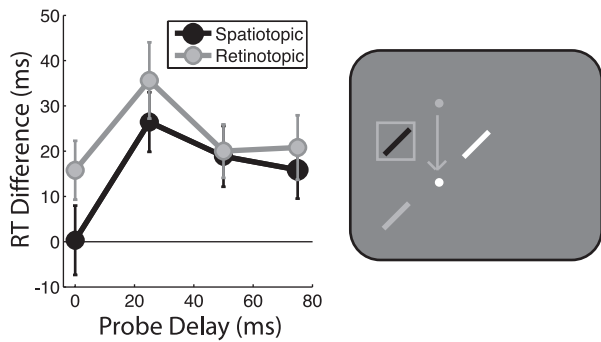 50
40
30
20
10
0
-10
RT Difference (ms)
Spatiotopic
Retinotopic
0 20 40 60 80
Probe Delay (ms)